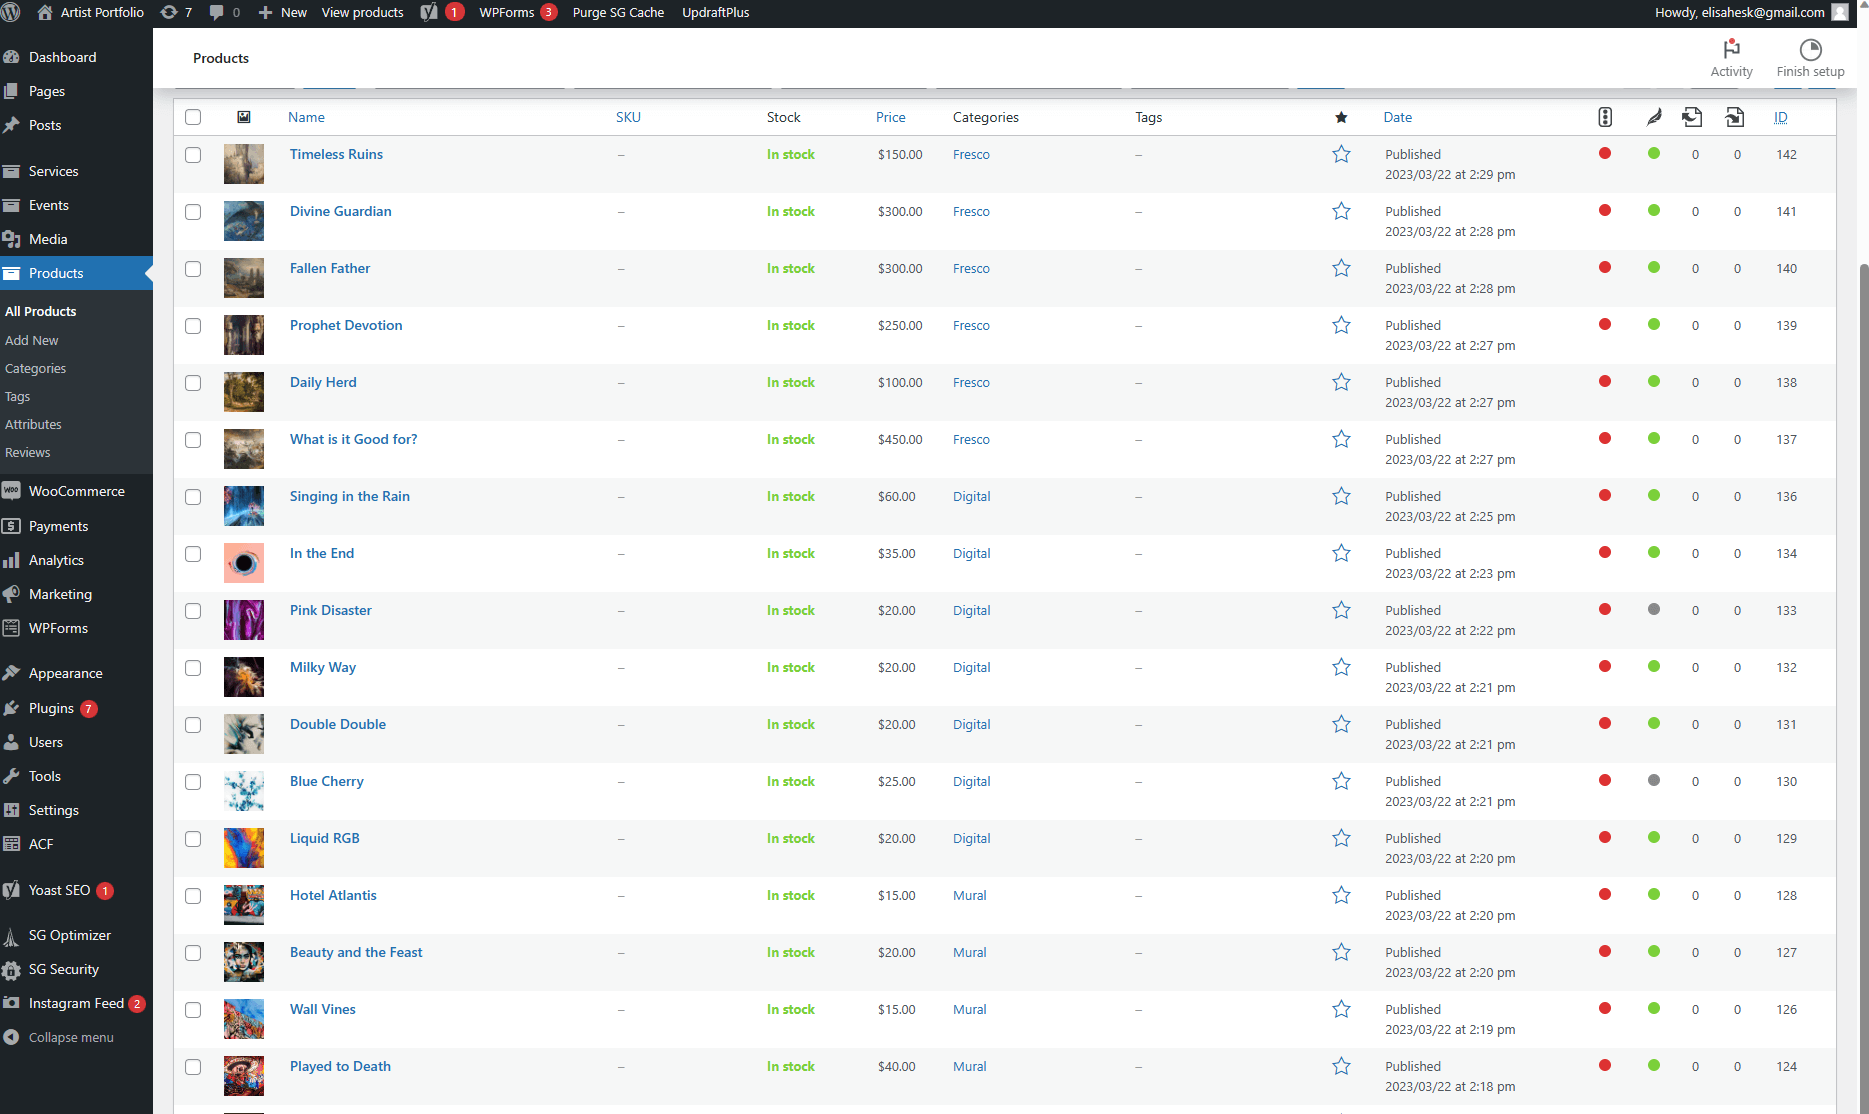 Artist Portfolio 7 0 New View products 1 WPForms 3 Purge SG Cache UpdraftPlus Howdy, elisahesk@gmail.com
Products
Activity
Finish setup
Dashboard
Pages
Posts
Services
Events
Media
Products
All Products
Add New
Categories
Tags
Attributes
Reviews
WooCommerce
Payments
Analytics
Marketing
WPForms
Appearance
Plugins 7
Users
Tools
Settings
ACF
Yoast SEO 1
SG Optimizer
SG Security
Instagram Feed 2
Collapse menu
Name SKU Stock Price Categories Tags Date ID
Timeless Ruins – In stock $150.00 Fresco – Published 0 0 142
2023/03/22 at 2:29 pm
Divine Guardian – In stock $300.00 Fresco – Published 0 0 141
2023/03/22 at 2:28 pm
Fallen Father – In stock $300.00 Fresco – Published 0 0 140
2023/03/22 at 2:28 pm
Prophet Devotion – In stock $250.00 Fresco – Published 0 0 139
2023/03/22 at 2:27 pm
Daily Herd – In stock $100.00 Fresco – Published 0 0 138
2023/03/22 at 2:27 pm
What is it Good for? – In stock $450.00 Fresco – Published 0 0 137
2023/03/22 at 2:27 pm
Singing in the Rain – In stock $60.00 Digital – Published 0 0 136
2023/03/22 at 2:25 pm
In the End – In stock $35.00 Digital – Published 0 0 134
2023/03/22 at 2:23 pm
Pink Disaster – In stock $20.00 Digital – Published 0 0 133
2023/03/22 at 2:22 pm
Milky Way – In stock $20.00 Digital – Published 0 0 132
2023/03/22 at 2:21 pm
Double Double – In stock $20.00 Digital – Published 0 0 131
2023/03/22 at 2:21 pm
Blue Cherry – In stock $25.00 Digital – Published 0 0 130
2023/03/22 at 2:21 pm
Liquid RGB – In stock $20.00 Digital – Published 0 0 129
2023/03/22 at 2:20 pm
Hotel Atlantis – In stock $15.00 Mural – Published 0 0 128
2023/03/22 at 2:20 pm
Beauty and the Feast – In stock $20.00 Mural – Published 0 0 127
2023/03/22 at 2:20 pm
Wall Vines – In stock $15.00 Mural – Published 0 0 126
2023/03/22 at 2:19 pm
Played to Death – In stock $40.00 Mural – Published 0 0 124
2023/03/22 at 2:18 pm